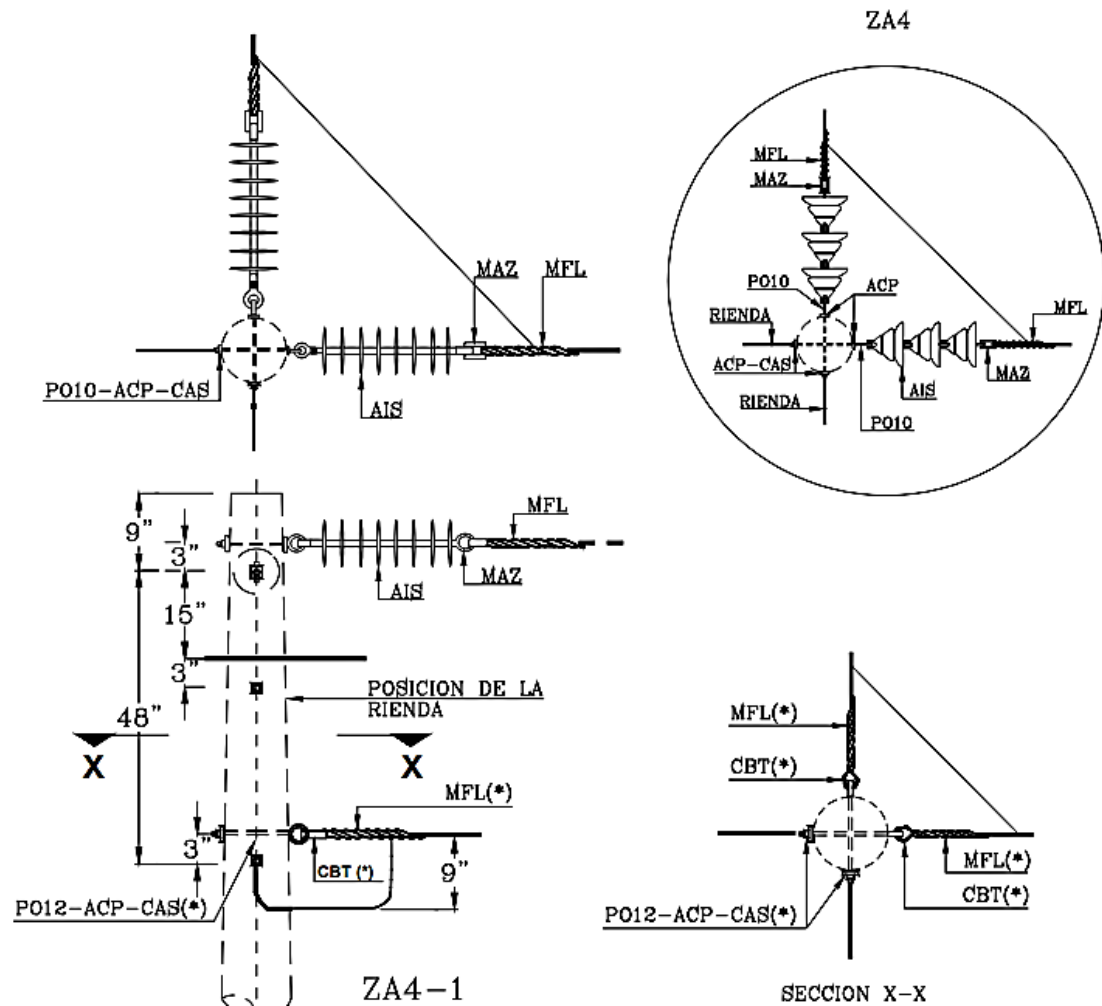 ZA4
MAZ
MFL
PO10-ACP-CAS
AIS
MFL
MAZ
PO10
ACP
RIENDA
MFL
ACP-CAS
MAZ
AIS
RIENDA
PO10
9"
3"
15"
3"
48"
MFL
MAZ
AIS
POSICION DE LA
RIENDA
X
X
MFL(*)
3"
CBT (*)
9"
PO12-ACP-CAS(*)
ZA4-1
MFL(*)
CBT(*)
MFL(*)
PO12-ACP-CAS(*)
CBT(*)
SECCION X-X